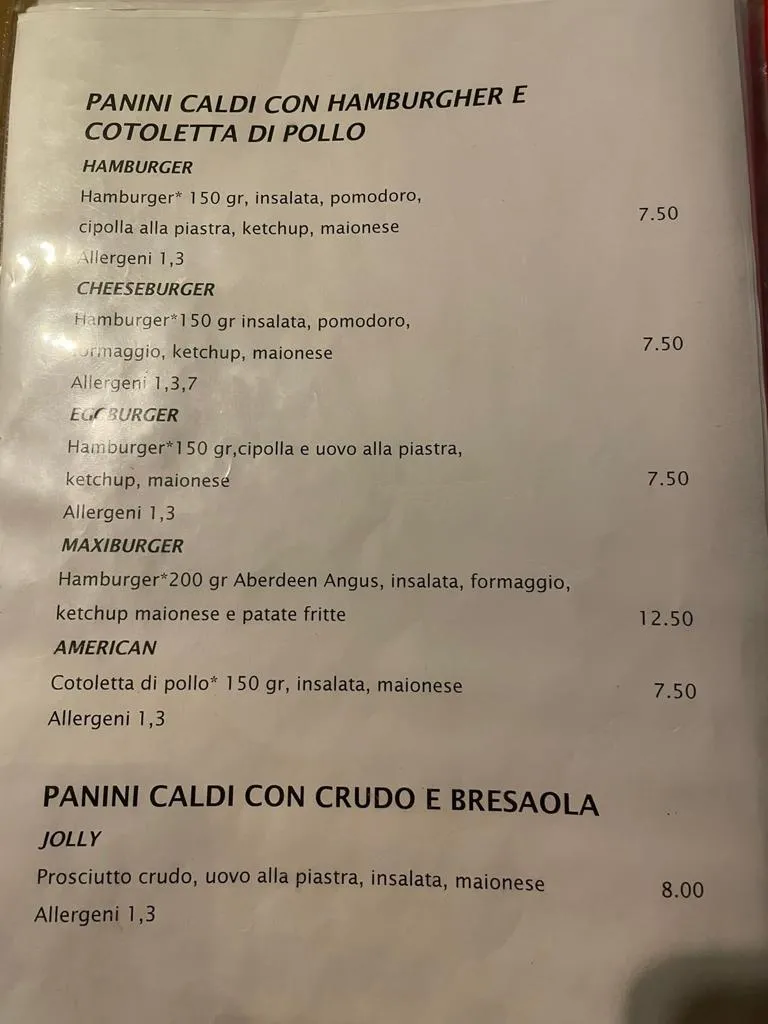 PANINI CALDI CON HAMBURGHER E
COTOLETTA DI POLLO
HAMBURGER
Hamburger* 150 gr, insalata, pomodoro,
cipolla alla piastra, ketchup, maionese
7.50
Allergeni 1,3
CHEESEBURGER
Hamburger*150 gr insalata, pomodoro,
formaggio, ketchup, maionese
7.50
Allergeni 1,3,7
EGGBURGER
Hamburger*150 gr,cipolla e uovo alla piastra,
ketchup, maionese
7.50
Allergeni 1,3
MAXIBURGER
Hamburger*200 gr Aberdeen Angus, insalata, formaggio,
ketchup maionese e patate fritte
12.50
AMERICAN
Cotoletta di pollo* 150 gr, insalata, maionese
7.50
Allergeni 1,3
PANINI CALDI CON CRUDO E BRESAOLA
JOLLY
Prosciutto crudo, uovo alla piastra, insalata, maionese
8.00
Allergeni 1,3